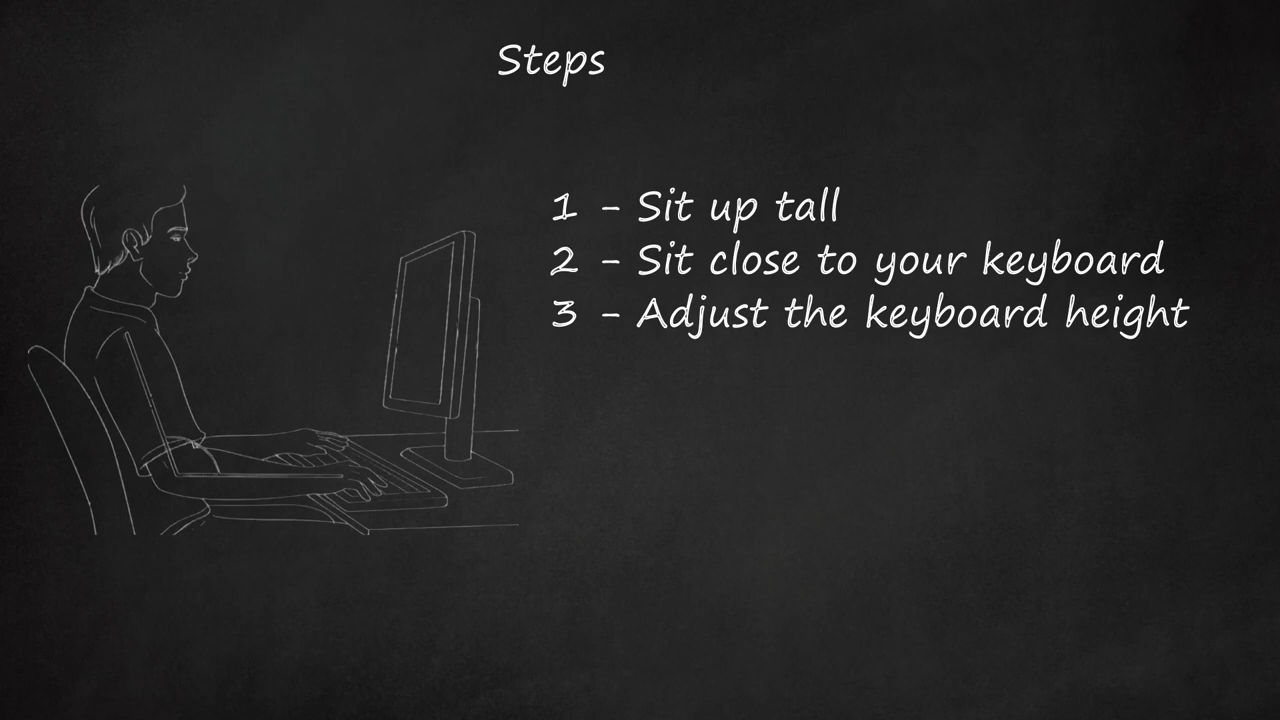 Steps
1 - Sit up tall
2 - Sit close to your keyboard
3 - Adjust the keyboard height